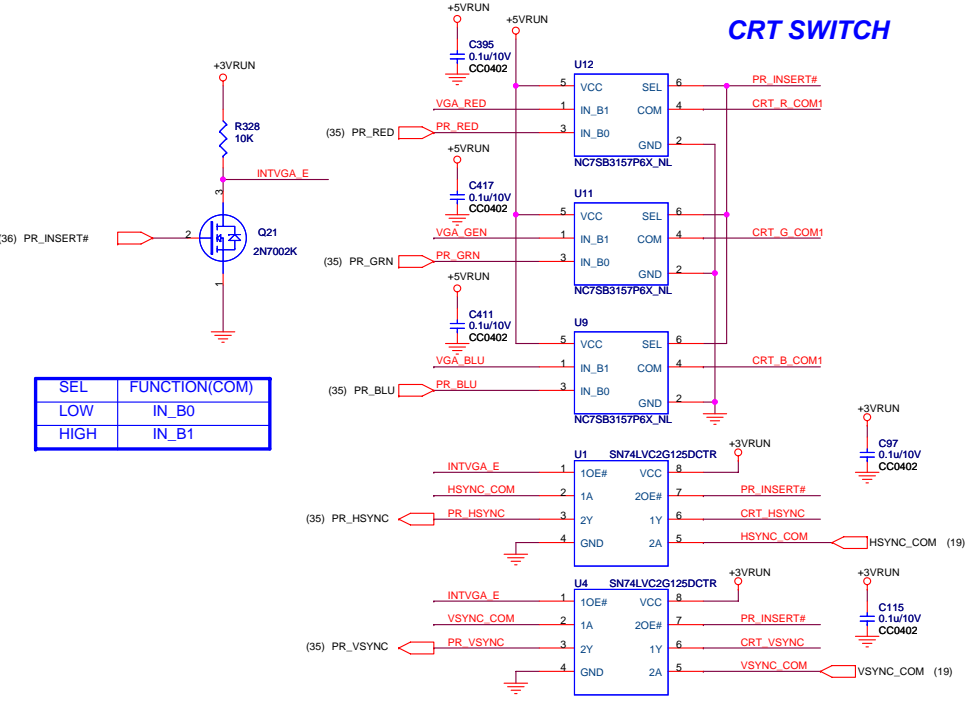 CRT SWITCH
+5VRUN
C395
0.1u/10V
CC0402
+5VRUN
+3VRUN
R328
10K
INTVGA_E
3
(36) PR_INSERT#
2
Q21
2N7002K
1
U12
5 VCC SEL 6 PR_INSERT#
VGA_RED 1 IN_B1 COM 4 CRT_R_COM1
(35) PR_RED PR_RED 3 IN_B0
GND 2
NC7SB3157P6X_NL
+5VRUN
C417
0.1u/10V
CC0402
U11
5 VCC SEL 6
VGA_GEN 1 IN_B1 COM 4 CRT_G_COM1
(35) PR_GRN PR_GRN 3 IN_B0
GND 2
NC7SB3157P6X_NL
+5VRUN
C411
0.1u/10V
CC0402
U9
5 VCC SEL 6
VGA_BLU 1 IN_B1 COM 4 CRT_B_COM1
(35) PR_BLU PR_BLU 3 IN_B0
GND 2
NC7SB3157P6X_NL
SEL FUNCTION(COM)
LOW IN_B0
HIGH IN_B1
+3VRUN
C97
0.1u/10V
CC0402
+3VRUN
U1 SN74LVC2G125DCTR
INTVGA_E 1 1OE# VCC 8
HSYNC_COM 2 1A 2OE# 7 PR_INSERT#
(35) PR_HSYNC PR_HSYNC 3 2Y 1Y 6 CRT_HSYNC
4 GND 2A 5 HSYNC_COM HSYNC_COM (19)
+3VRUN
+3VRUN
C115
0.1u/10V
CC0402
U4 SN74LVC2G125DCTR
INTVGA_E 1 1OE# VCC 8
VSYNC_COM 2 1A 2OE# 7 PR_INSERT#
(35) PR_VSYNC PR_VSYNC 3 2Y 1Y 6 CRT_VSYNC
4 GND 2A 5 VSYNC_COM VSYNC_COM (19)